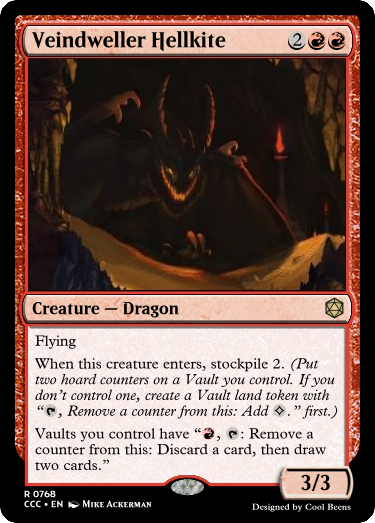 Veindweller Hellkite 2
Creature — Dragon
Flying
When this creature enters, stockpile 2. (Put
two hoard counters on a Vault you control. If you
don't control one, create a Vault land token with
“, Remove a counter from this: Add .” first.)
Vaults you control have “, : Remove a
counter from this: Discard a card, then draw
two cards.”
3/3
R 0768
CCC • EN Mike Ackerman
Designed by Cool Beens